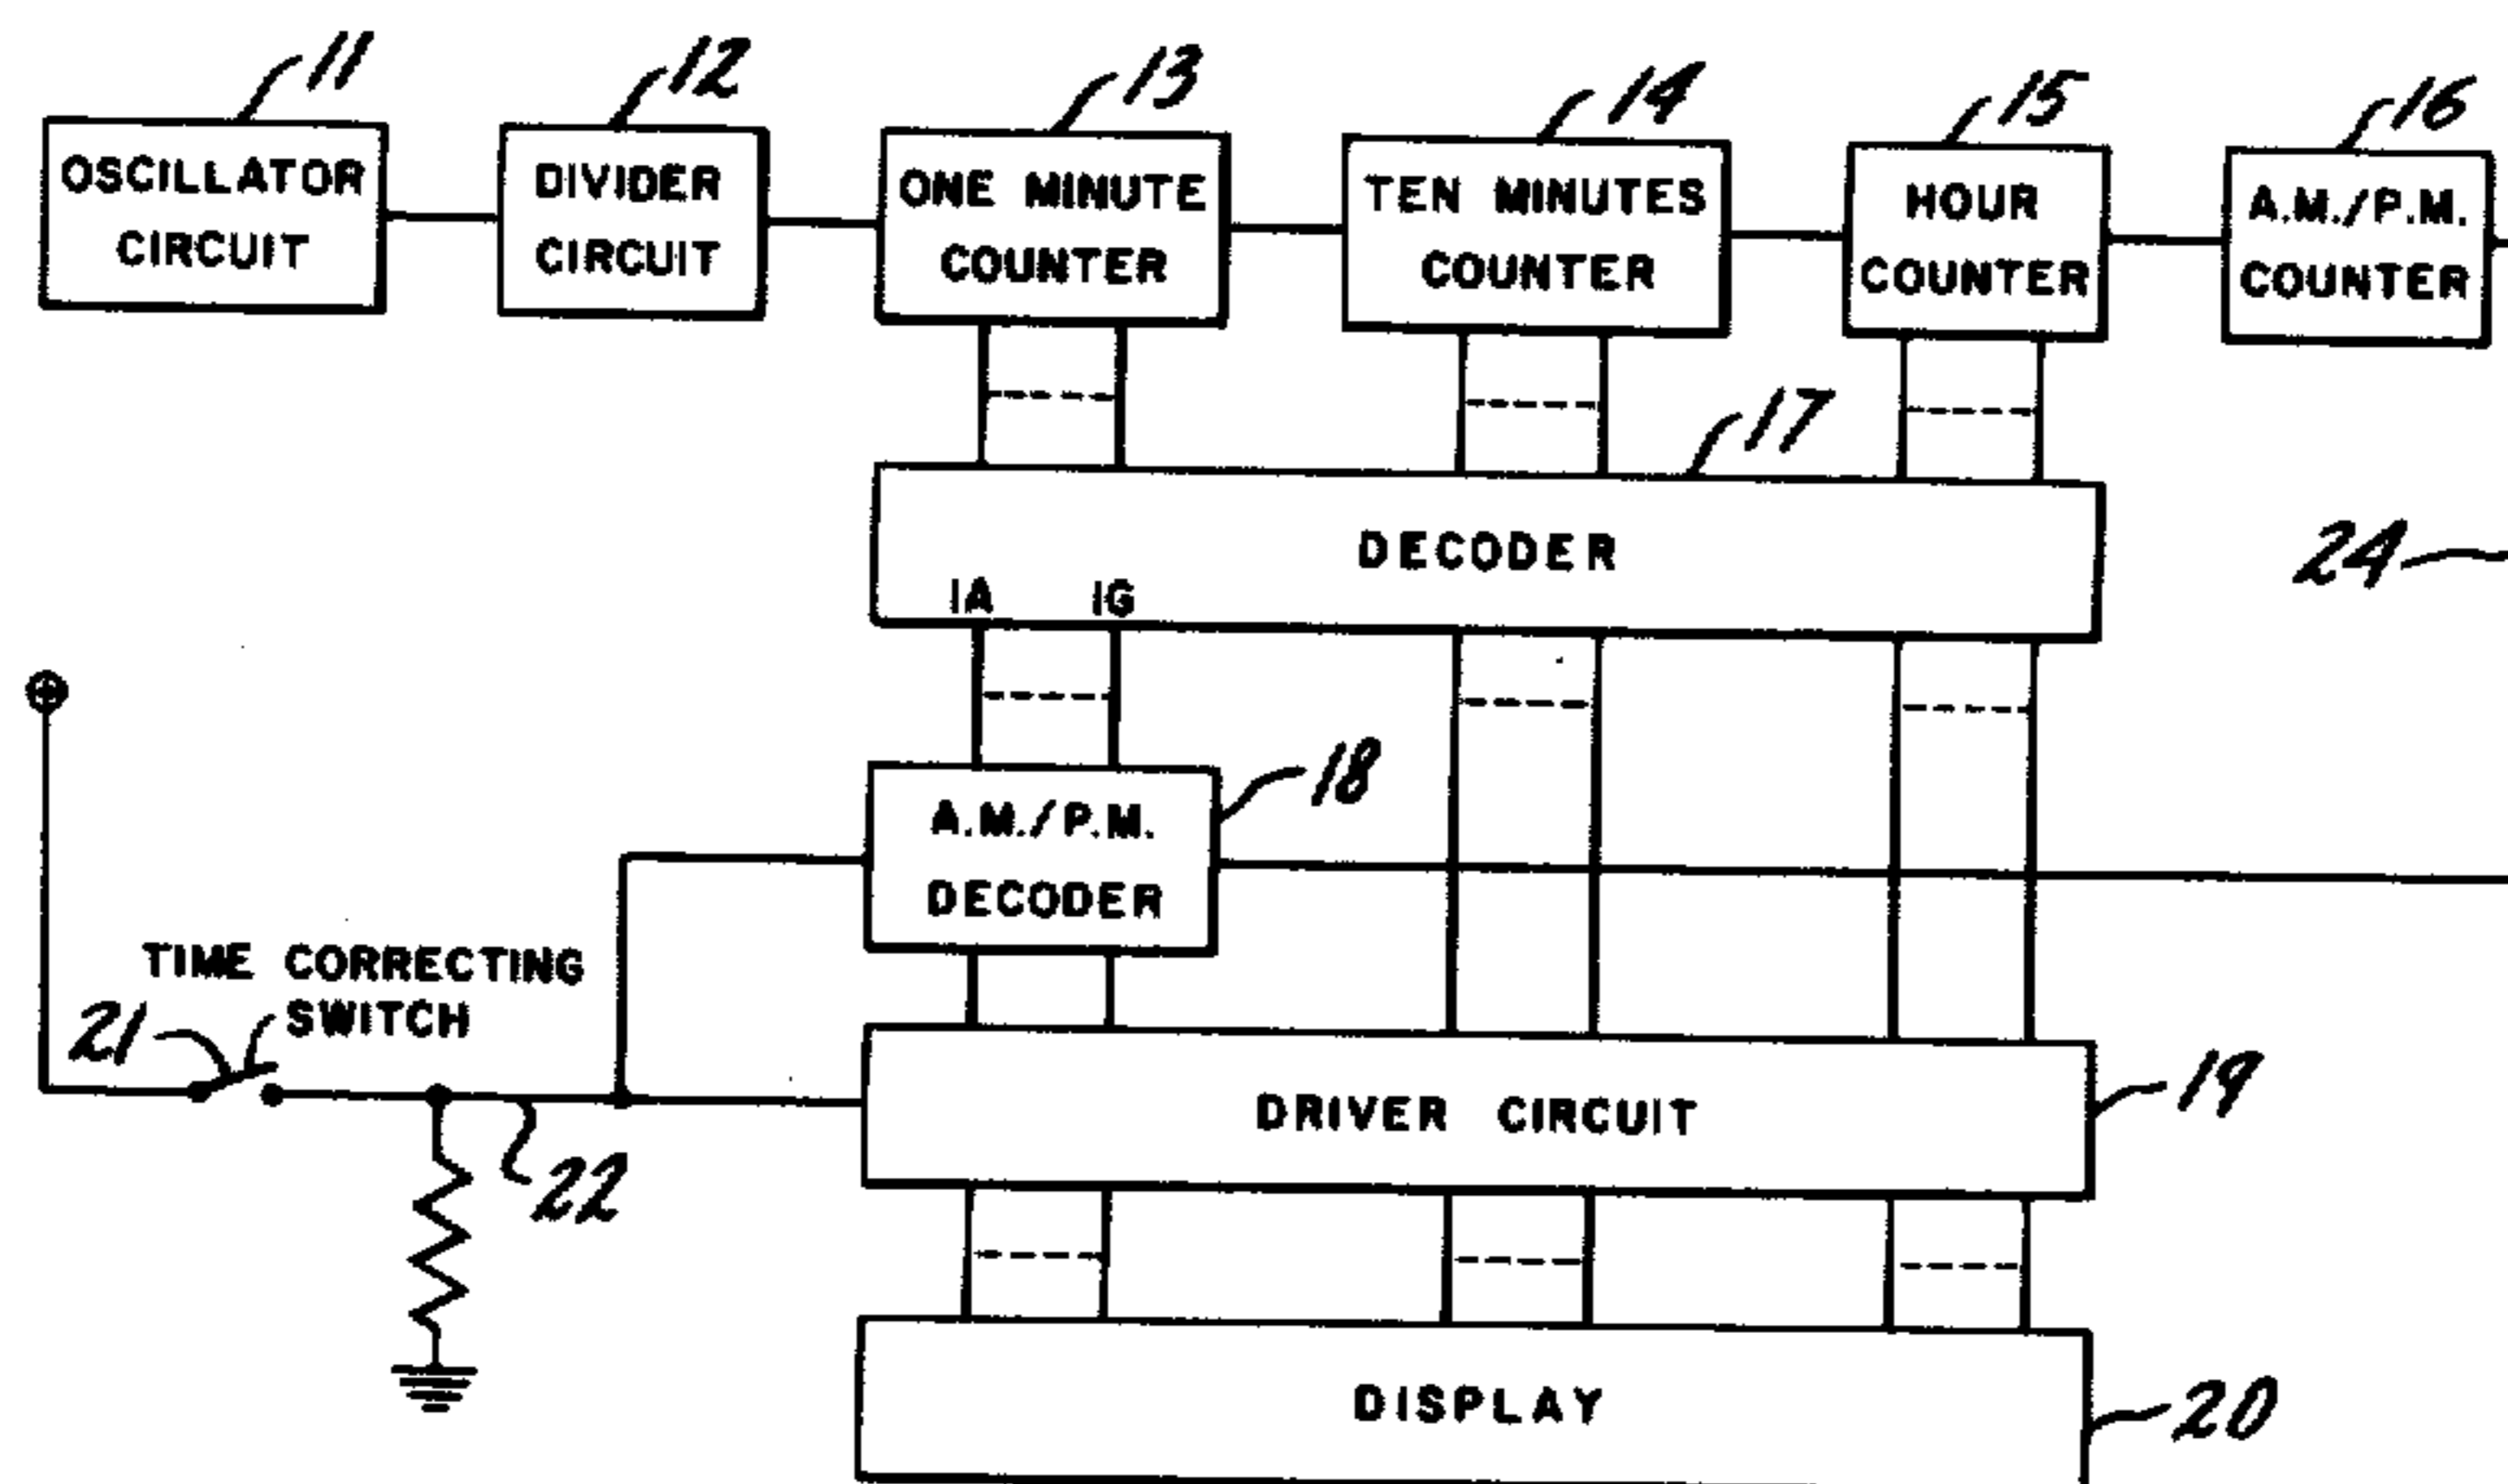 11
12
13
14
15
16
OSCILLATOR
CIRCUIT
DIVIDER
CIRCUIT
ONE MINUTE
COUNTER
TEN MINUTES
COUNTER
HOUR
COUNTER
A.M./P.M.
COUNTER
17
DECODER
24
1A
1G
18
A.M./P.M.
DECODER
TIME CORRECTING
SWITCH
21
22
DRIVER CIRCUIT
19
DISPLAY
20